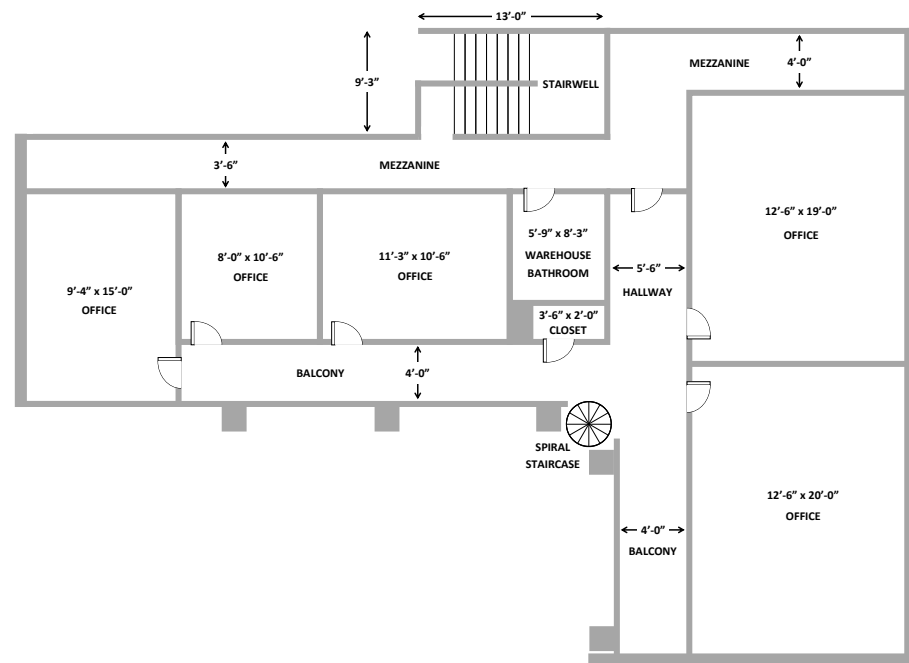 13’-0”
MEZZANINE
4’-0”
9’-3”
STAIRWELL
3’-6”
MEZZANINE
12’-6” x 19’-0”
OFFICE
5’-9” x 8’-3”
WAREHOUSE
BATHROOM
8’-0” x 10’-6”
OFFICE
11’-3” x 10’-6”
OFFICE
5’-6”
HALLWAY
9’-4” x 15’-0”
OFFICE
3’-6” x 2’-0”
CLOSET
BALCONY
4’-0”
SPIRAL
STAIRCASE
12’-6” x 20’-0”
OFFICE
4’-0”
BALCONY